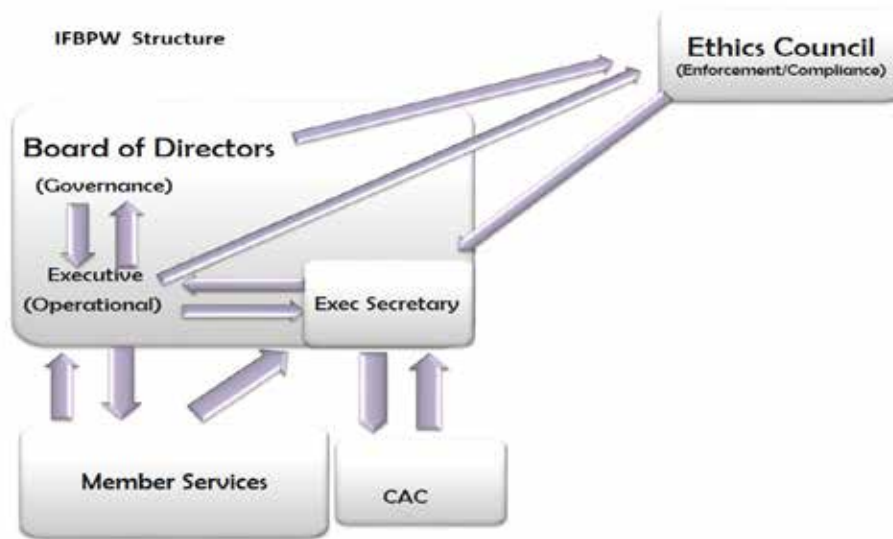 IFBPW Structure
Ethics Council
(Enforcement/Compliance)
Board of Directors
(Governance)
Executive
(Operational)
Exec Secretary
Member Services
CAC